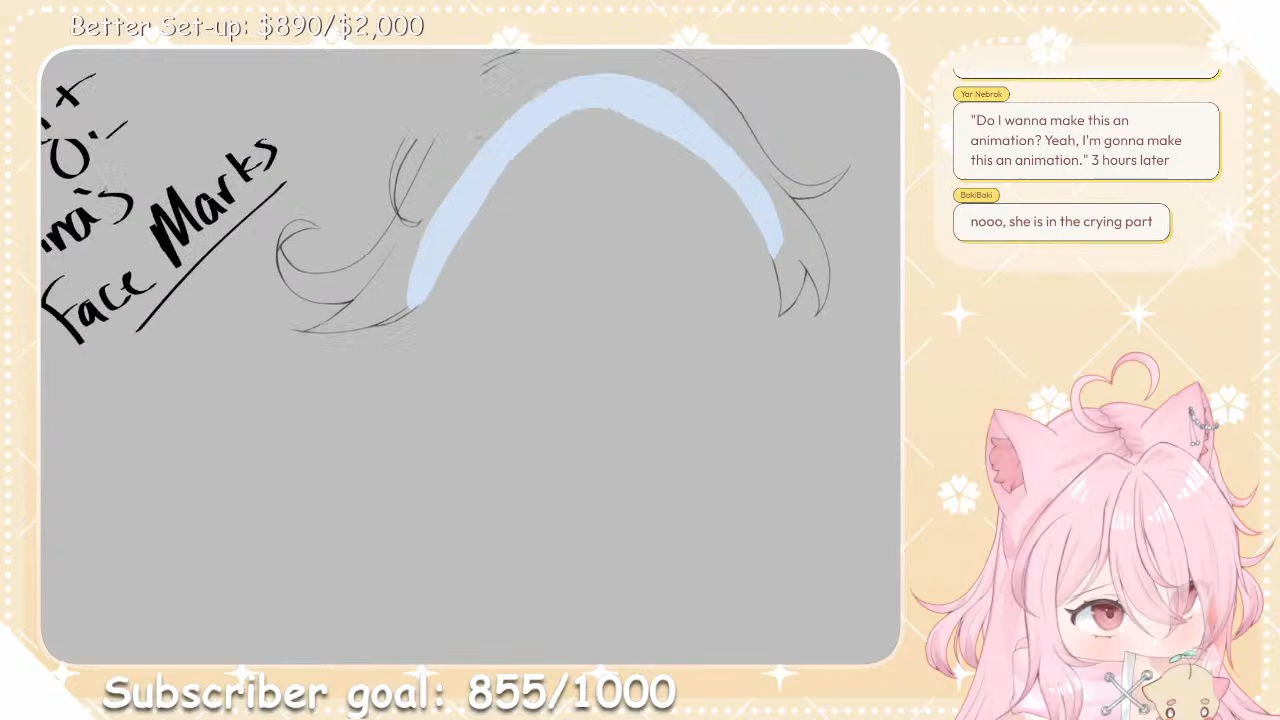 Better Set-up: $890/$2,000
Face Marks
Yar Nebrok
"Do I wanna make this an
animation? Yeah, I'm gonna make
this an animation." 3 hours later
BakiBaki
nooo, she is in the crying part
Subscriber goal: 855/1000